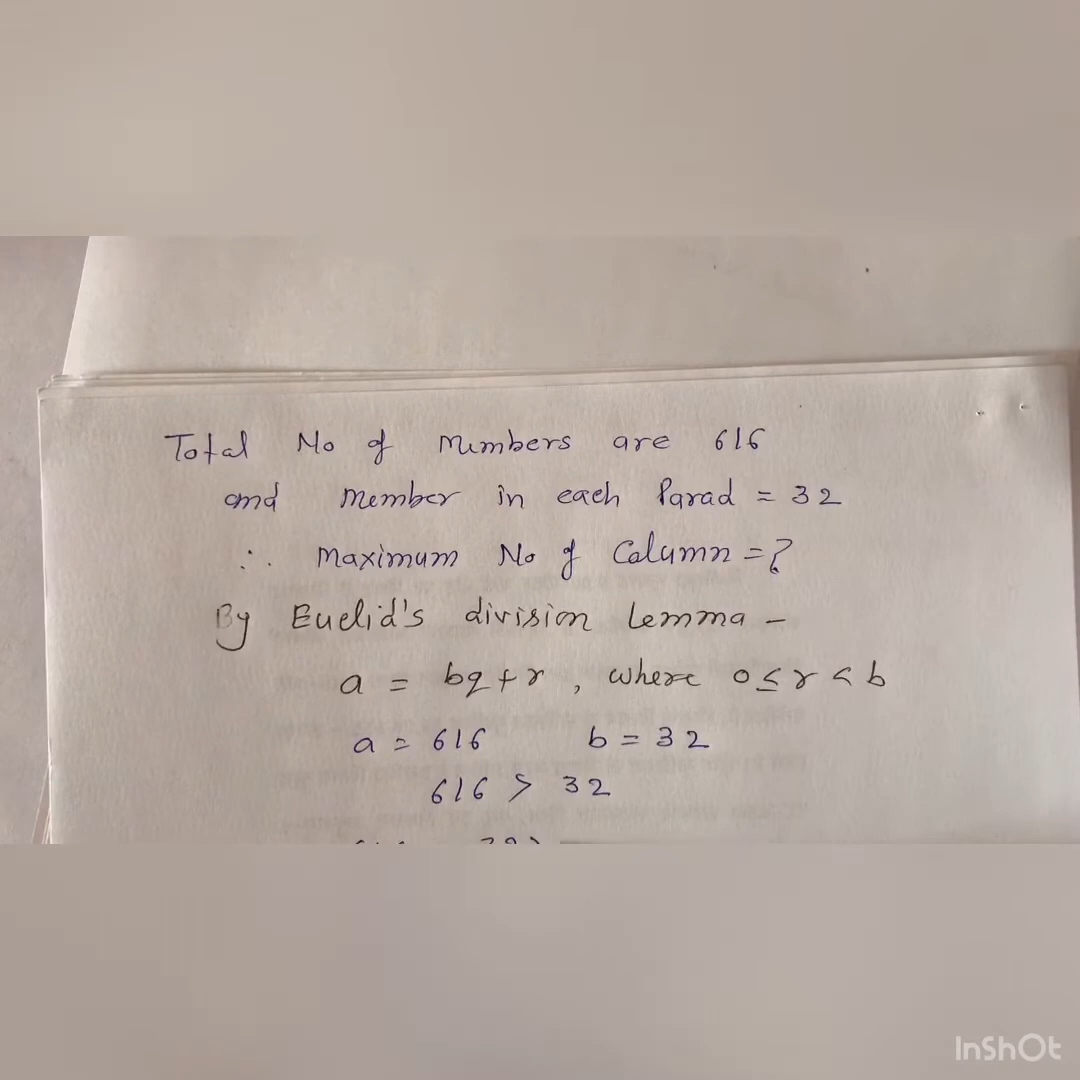 Total No of Members are 616
and Member in each Parad = 32
∴ Maximum No of Column = ?
By Euclid's division Lemma -
a = bq + r , where 0 ≤ r < b
a = 616 b = 32
616 > 32
InShOt